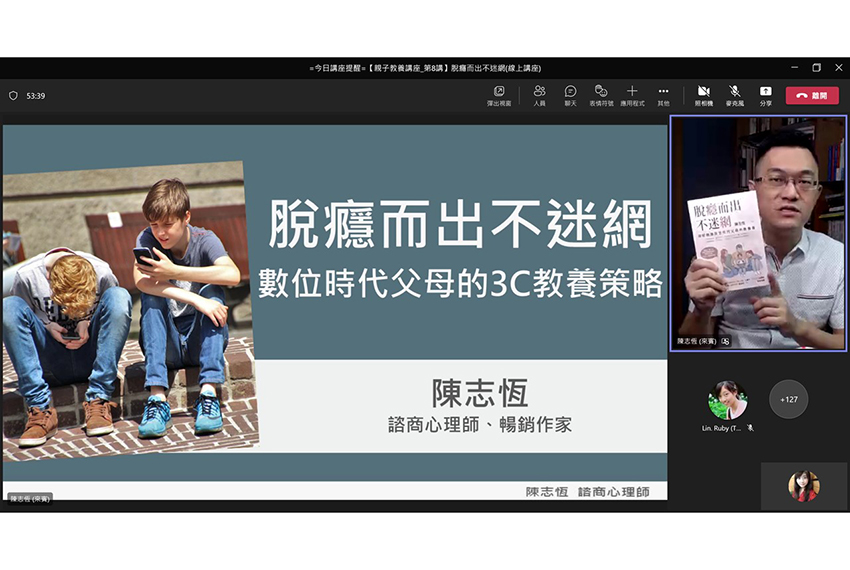 =今日講座提醒=【親子教養講座_第8講】脫癮而出不迷網(線上講座)
53:39
彈出視窗
人員
聊天
表情符號
應用程式
其他
照相機
麥克風
分享
離開
脫癮而出不迷網
數位時代父母的3C教養策略
陳志恆
諮商心理師、暢銷作家
陳志恆 諮商心理師
陳志恆 (來賓)
脫癮而出
不迷網
陳志恆 (來賓)
Lin. Ruby (T...
+127